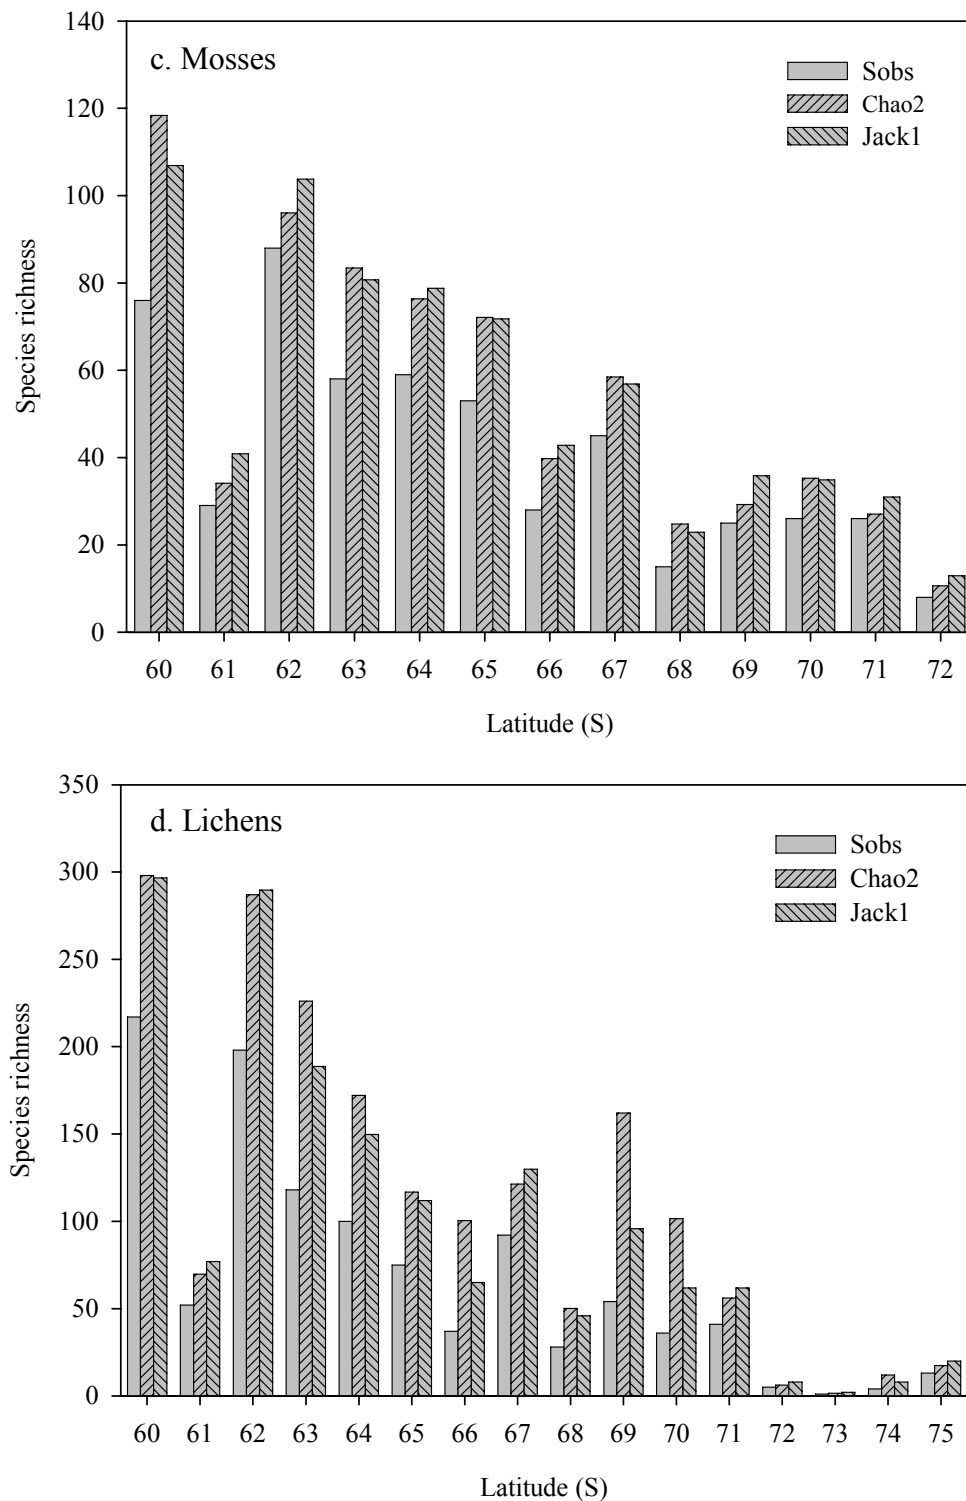 c. Mosses
Sobs
Chao2
Jack1
140
120
100
80
60
40
20
0
Species richness
60 61 62 63 64 65 66 67 68 69 70 71 72
Latitude (S)
d. Lichens
Sobs
Chao2
Jack1
350
300
250
200
150
100
50
0
Species richness
60 61 62 63 64 65 66 67 68 69 70 71 72 73 74 75
Latitude (S)